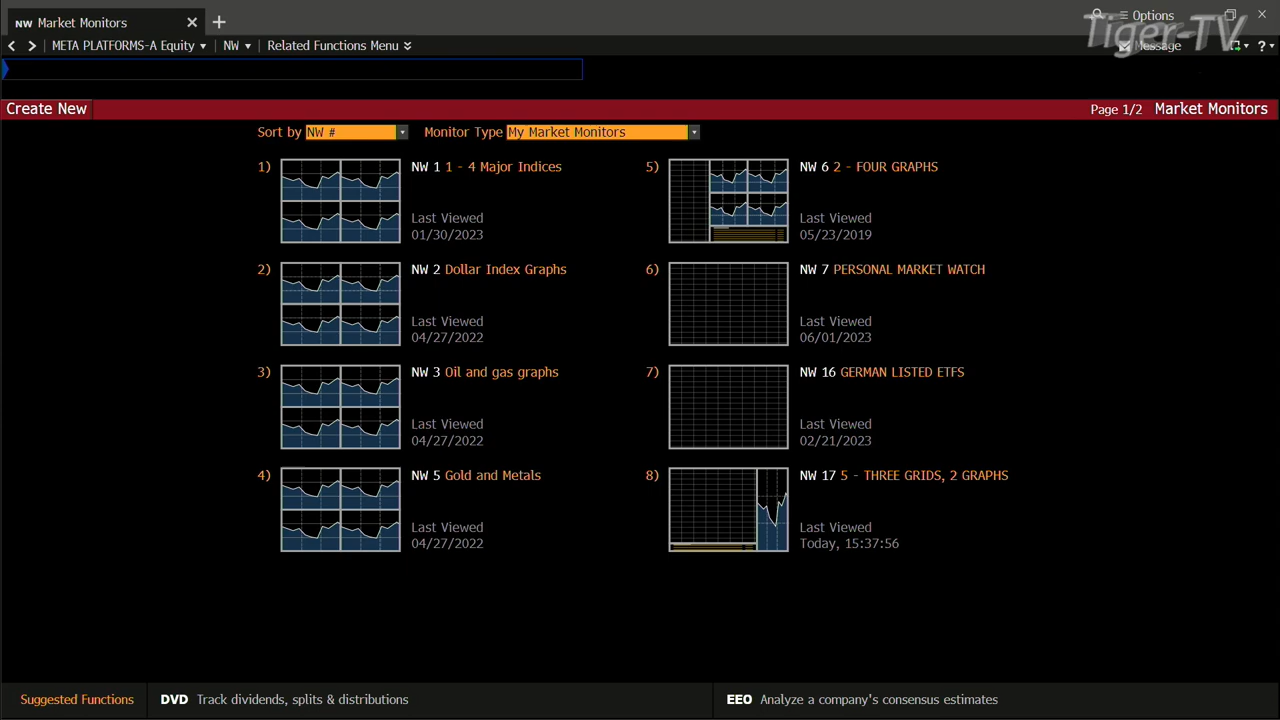 NW Market Monitors
Options
META PLATFORMS-A Equity NW Related Functions Menu
Message ?
Tiger-TV
Create New Page 1/2 Market Monitors
Sort by NW # Monitor Type My Market Monitors
1) NW 1 1 - 4 Major Indices
Last Viewed
01/30/2023
2) NW 2 Dollar Index Graphs
Last Viewed
04/27/2022
3) NW 3 Oil and gas graphs
Last Viewed
04/27/2022
4) NW 5 Gold and Metals
Last Viewed
04/27/2022
5) NW 6 2 - FOUR GRAPHS
Last Viewed
05/23/2019
6) NW 7 PERSONAL MARKET WATCH
Last Viewed
06/01/2023
7) NW 16 GERMAN LISTED ETFS
Last Viewed
02/21/2023
8) NW 17 5 - THREE GRIDS, 2 GRAPHS
Last Viewed
Today, 15:37:56
Suggested Functions DVD Track dividends, splits & distributions EEO Analyze a company's consensus estimates